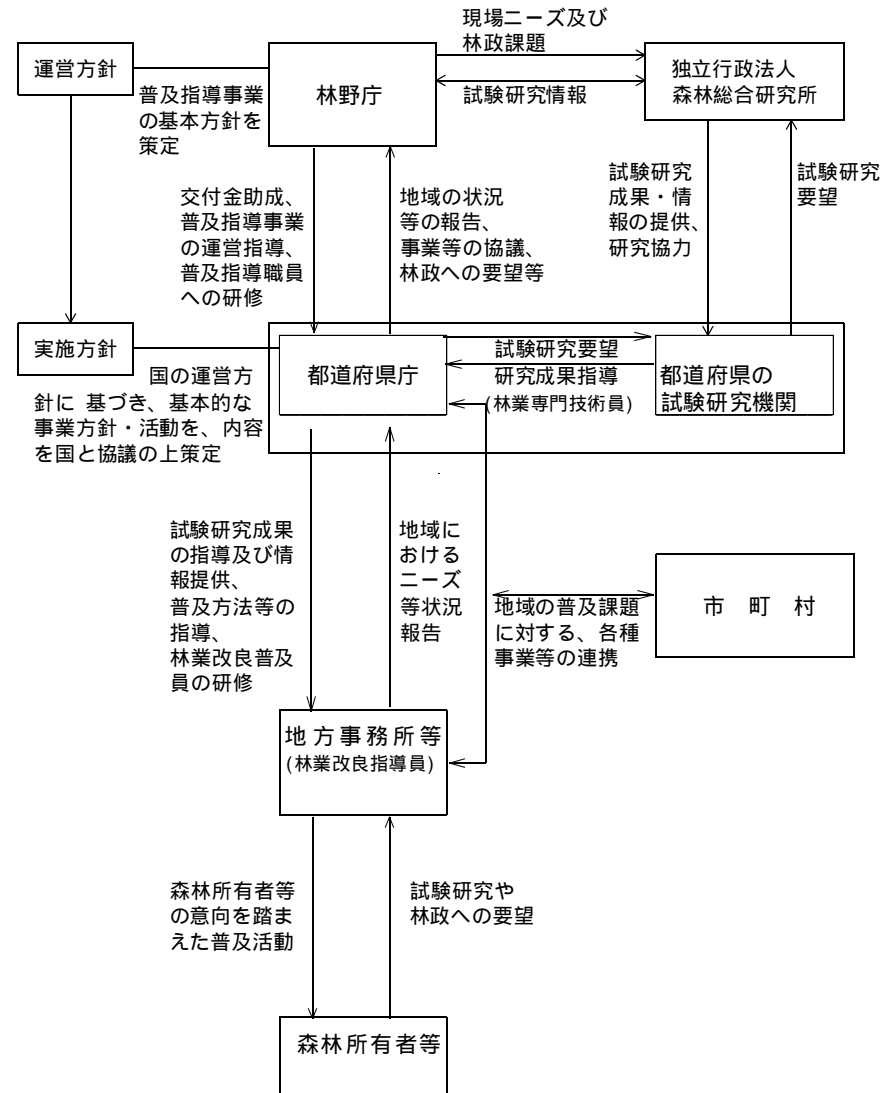 現場ニーズ及び
林政課題
運営方針
林野庁
独立行政法人
森林総合研究所
試験研究情報
普及指導事業
の基本方針を
策定
交付金助成、
普及指導事業
の運営指導、
普及指導職員
への研修
地域の状況
等の報告、
事業等の協議、
林政への要望等
試験研究
成果・情
報の提供、
研究協力
試験研究
要望
実施方針
国の運営方
針に 基づき、基本的な
事業方針・活動を、内容
を国と協議の上策定
都道府県庁
試験研究要望
研究成果指導
(林業専門技術員)
都道府県の
試験研究機関
試験研究成果
の指導及び情
報提供、
普及方法等の
指導、
林業改良普及
員の研修
地域に
おける
ニーズ
等状況
報告
地域の普及課題
に対する、各種
事業等の連携
市 町 村
地方事務所等
(林業改良指導員)
森林所有者等
の意向を踏ま
えた普及活動
試験研究や
林政への要望
森林所有者等